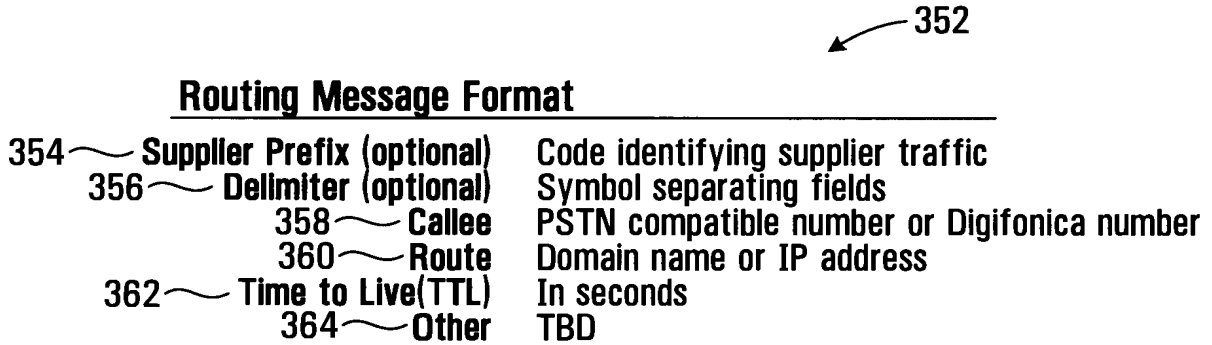 352
Routing Message Format
354 Supplier Prefix (optional) Code identifying supplier traffic
356 Delimiter (optional) Symbol separating fields
358 Callee PSTN compatible number or Digifonica number
360 Route Domain name or IP address
362 Time to Live(TTL) In seconds
364 Other TBD